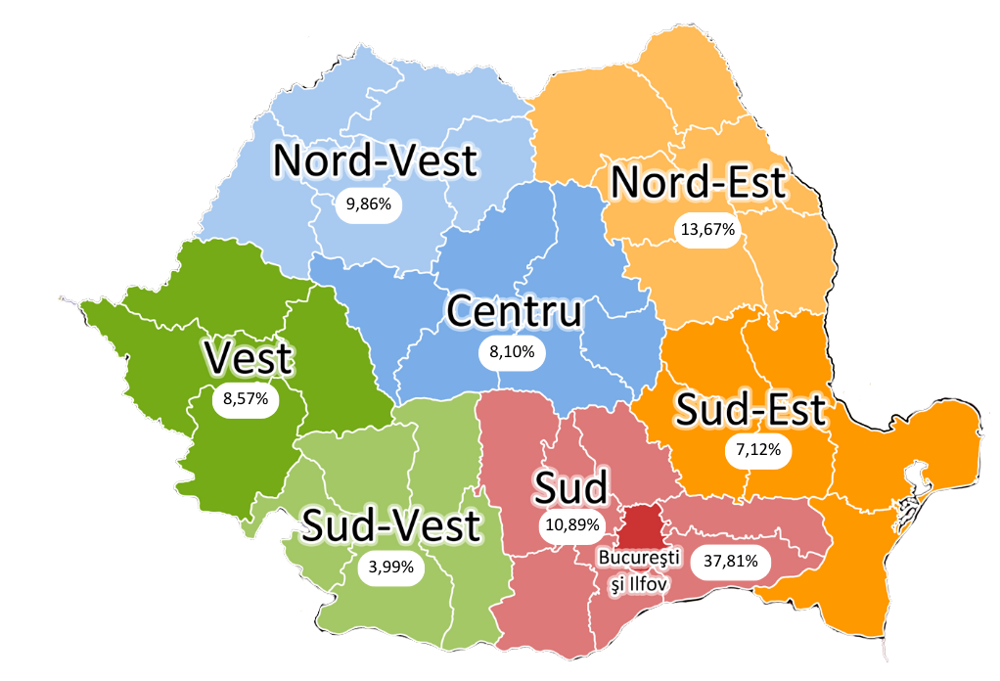 Nord-Vest
9,86%
Nord-Est
13,67%
Centru
8,10%
Vest
8,57%
Sud-Est
7,12%
Sud
10,89%
Sud-Vest
3,99%
Bucureşti
şi Ilfov
37,81%